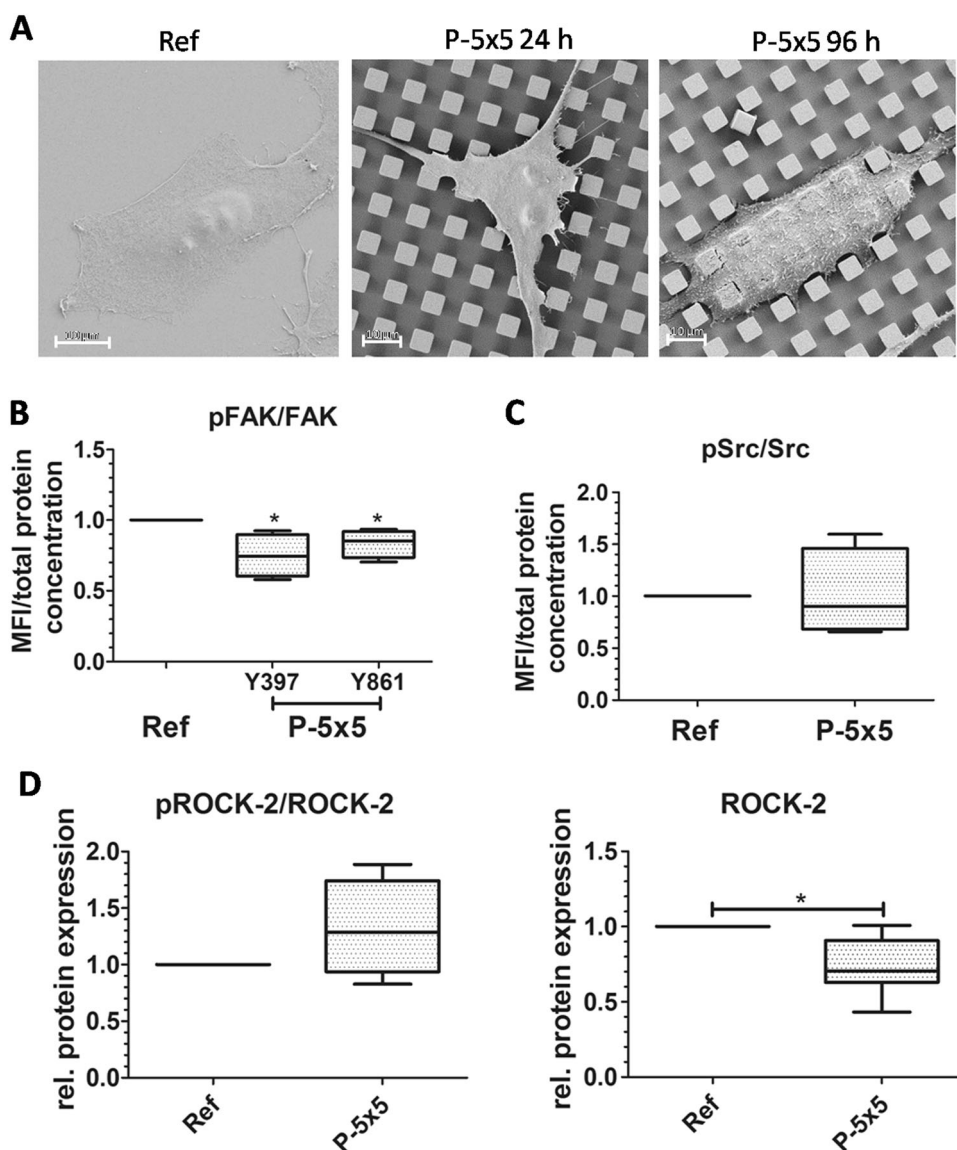 A
Ref
P-5x5 24 h
P-5x5 96 h
10 µm
10 µm
10 µm
B
pFAK/FAK
MFI/total protein
concentration
1.5
1.0
0.5
0.0
*
*
Y397
Y861
Ref
P-5x5
C
pSrc/Src
MFI/total protein
concentration
2.0
1.5
1.0
0.5
0.0
Ref
P-5x5
D
pROCK-2/ROCK-2
rel. protein expression
2.0
1.5
1.0
0.5
0.0
Ref
P-5x5
ROCK-2
rel. protein expression
1.5
1.0
0.5
0.0
*
Ref
P-5x5